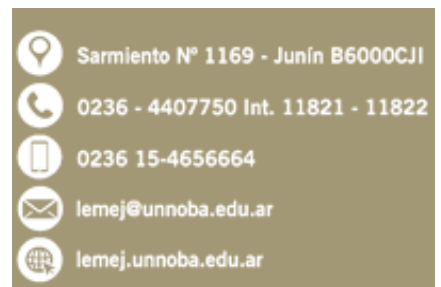 Sarmiento Nº 1169 - Junín B6000CJI
0236 - 4407750 Int. 11821 - 11822
0236 15-4656664
lemej@unnoba.edu.ar
lemej.unnoba.edu.ar